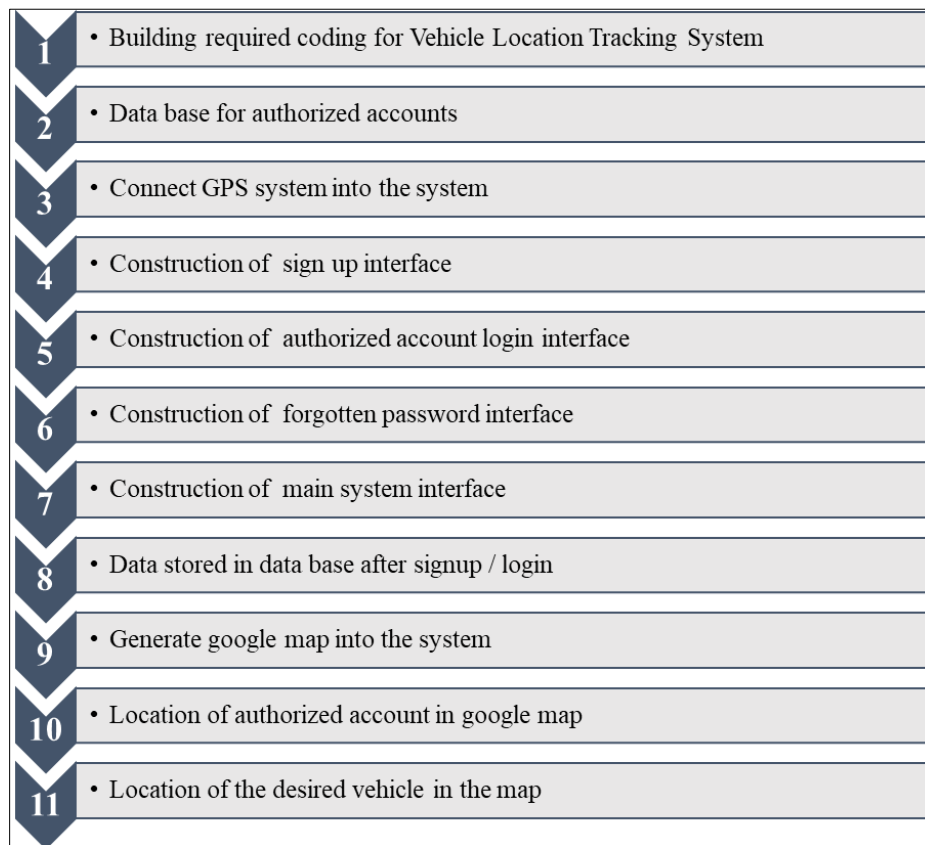 1 • Building required coding for Vehicle Location Tracking System
2 • Data base for authorized accounts
3 • Connect GPS system into the system
4 • Construction of sign up interface
5 • Construction of authorized account login interface
6 • Construction of forgotten password interface
7 • Construction of main system interface
8 • Data stored in data base after signup / login
9 • Generate google map into the system
10 • Location of authorized account in google map
11 • Location of the desired vehicle in the map